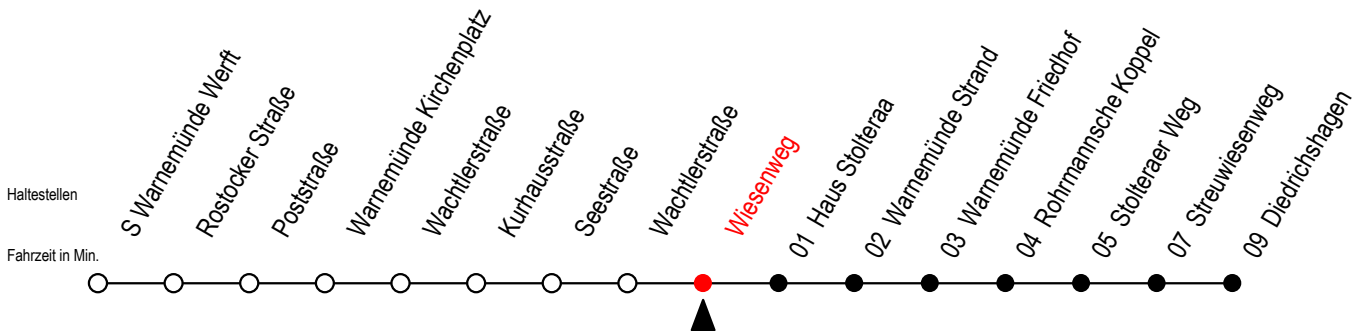 S Warnemünde Werft
Rostocker Straße
Poststraße
Warnemünde Kirchenplatz
Wachtlerstraße
Kurhausstraße
Seestraße
Wachtlerstraße
Wiesenweg
01 Haus Stolteraa
02 Warnemünde Strand
03 Warnemünde Friedhof
04 Rohrmannsche Koppel
05 Stolteraer Weg
07 Streuwiesenweg
09 Diedrichshagen
Haltestellen
Fahrzeit in Min.